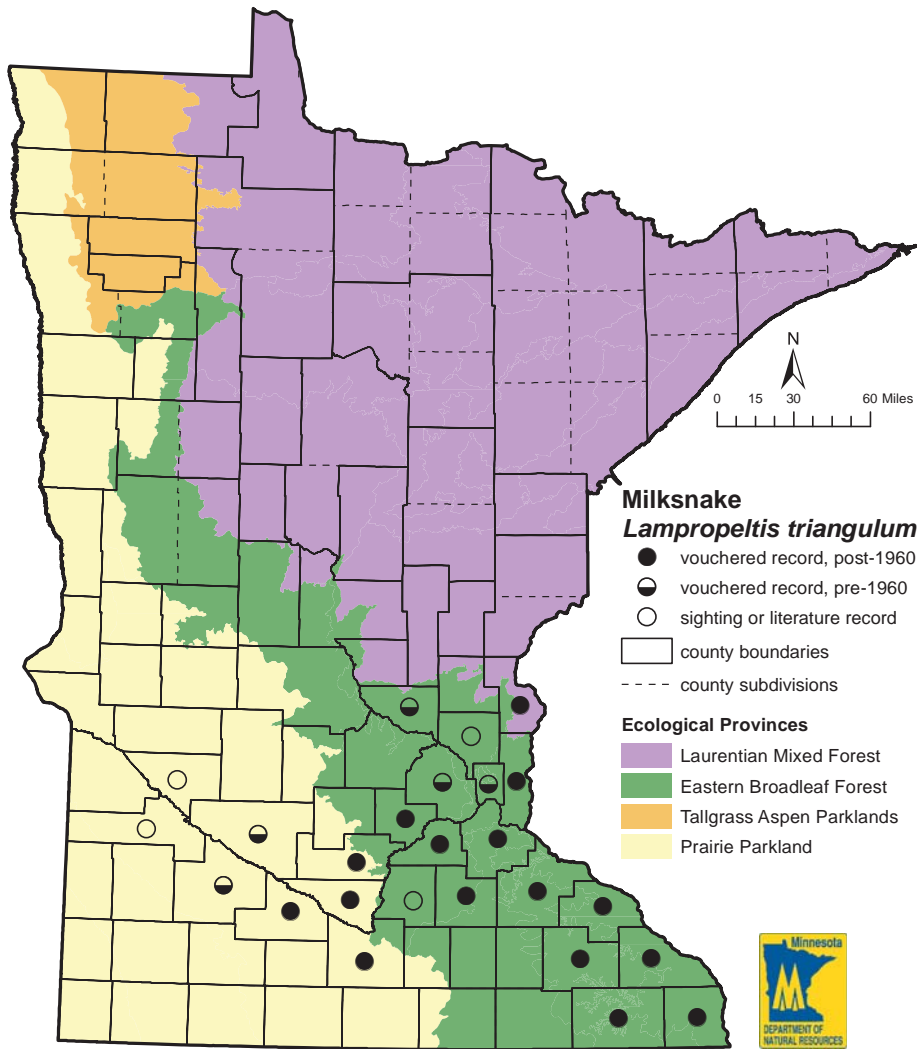 N
0 15 30 60 Miles
Milksnake
Lampropeltis triangulum
vouchered record, post-1960
vouchered record, pre-1960
sighting or literature record
county boundaries
county subdivisions
Ecological Provinces
Laurentian Mixed Forest
Eastern Broadleaf Forest
Tallgrass Aspen Parklands
Prairie Parkland
Minnesota
M
DEPARTMENT OF
NATURAL RESOURCES